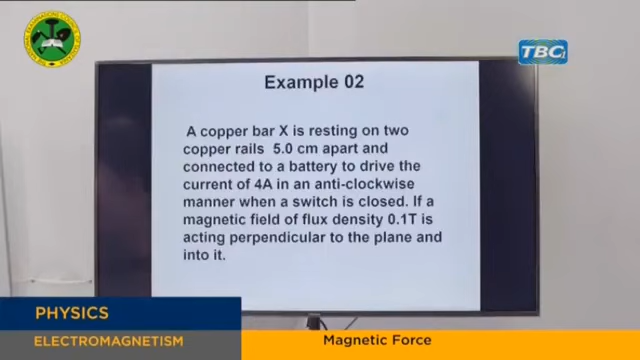 TBC1
Example 02
A copper bar X is resting on two
copper rails 5.0 cm apart and
connected to a battery to drive the
current of 4A in an anti-clockwise
manner when a switch is closed. If a
magnetic field of flux density 0.1T is
acting perpendicular to the plane and
into it.
PHYSICS
ELECTROMAGNETISM
Magnetic Force